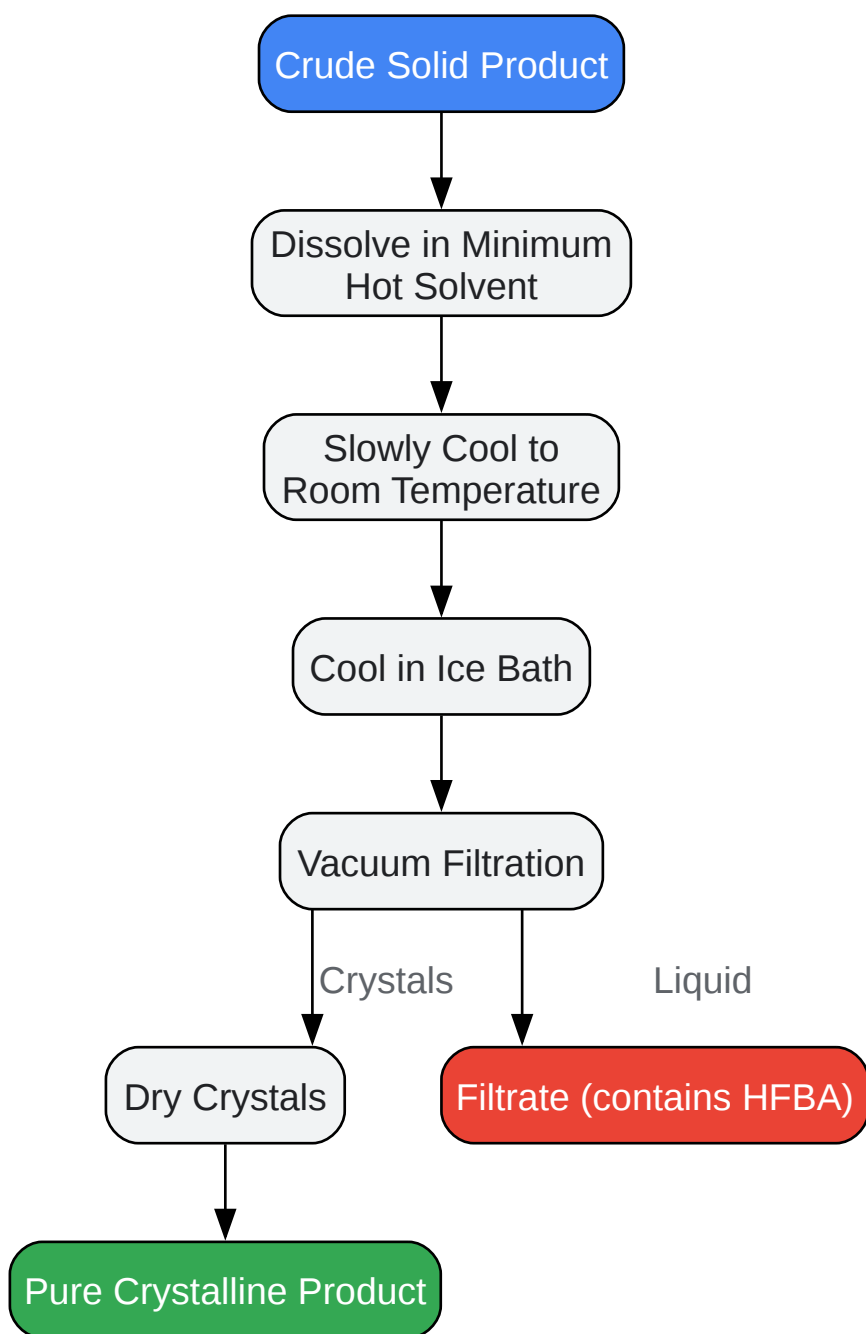 Crude Solid Product
Dissolve in Minimum
Hot Solvent
Slowly Cool to
Room Temperature
Cool in Ice Bath
Vacuum Filtration
Crystals
Liquid
Dry Crystals
Filtrate (contains HFBA)
Pure Crystalline Product